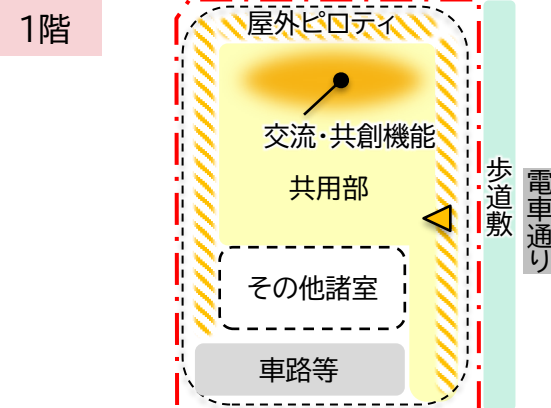 1階
屋外ピロティ
交流・共創機能
共用部
歩道敷
電車通り
その他諸室
車路等